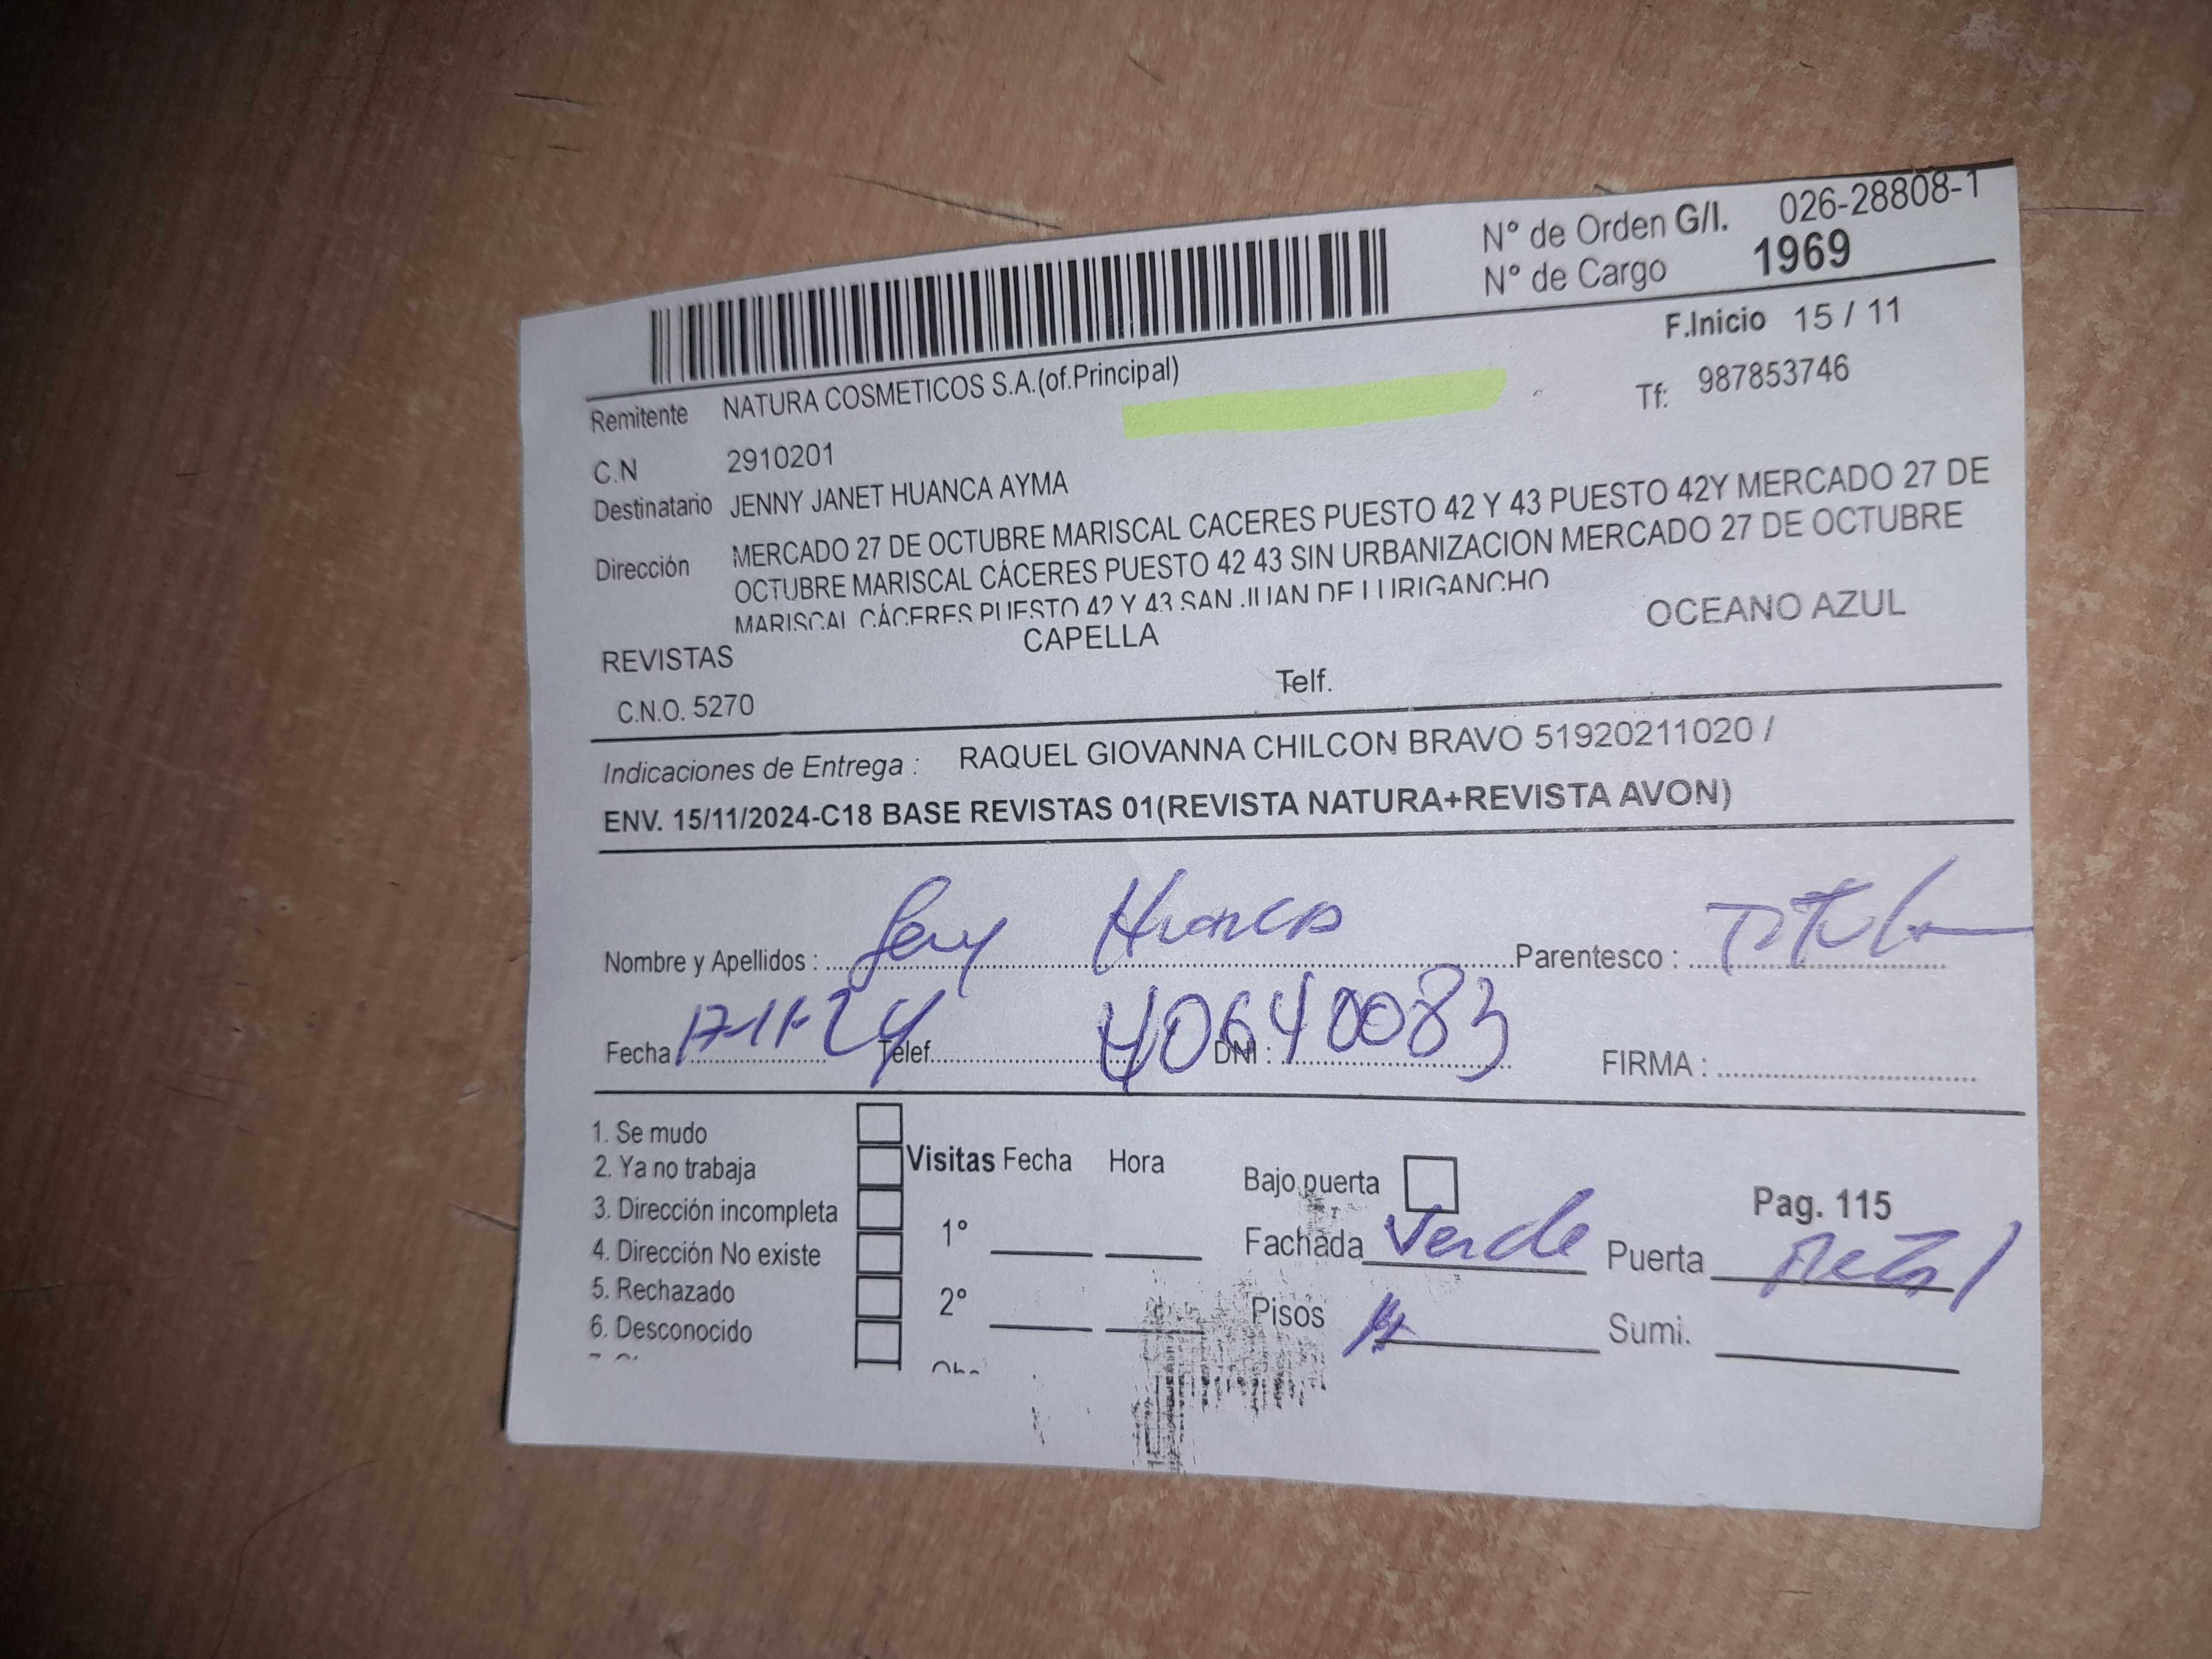 N° de Orden G/I. 026-28808-1
N° de Cargo 1969
F.Inicio 15 / 11
Remitente NATURA COSMETICOS S.A.(of.Principal)
Tf: 987853746
C.N 2910201
Destinatario JENNY JANET HUANCA AYMA
Dirección MERCADO 27 DE OCTUBRE MARISCAL CACERES PUESTO 42 Y 43 PUESTO 42Y MERCADO 27 DE
OCTUBRE MARISCAL CÁCERES PUESTO 42 43 SIN URBANIZACION MERCADO 27 DE OCTUBRE
MARISCAL CÁCERES PUESTO 42 Y 43 SAN JUAN DE LURIGANCHO
REVISTAS CAPELLA OCEANO AZUL
C.N.O. 5270 Telf.
Indicaciones de Entrega : RAQUEL GIOVANNA CHILCON BRAVO 51920211020 /
ENV. 15/11/2024-C18 BASE REVISTAS 01(REVISTA NATURA+REVISTA AVON)
Nombre y Apellidos : Jeny Huanca Parentesco : Titular
Fecha 17-11-24 Telef. DNI : 40640083 FIRMA :
1. Se mudo
2. Ya no trabaja
3. Dirección incompleta
4. Dirección No existe
5. Rechazado
6. Desconocido
Visitas Fecha Hora
1°
2°
Bajo puerta Pag. 115
Fachada Verde Puerta Metal
Pisos Sumi.